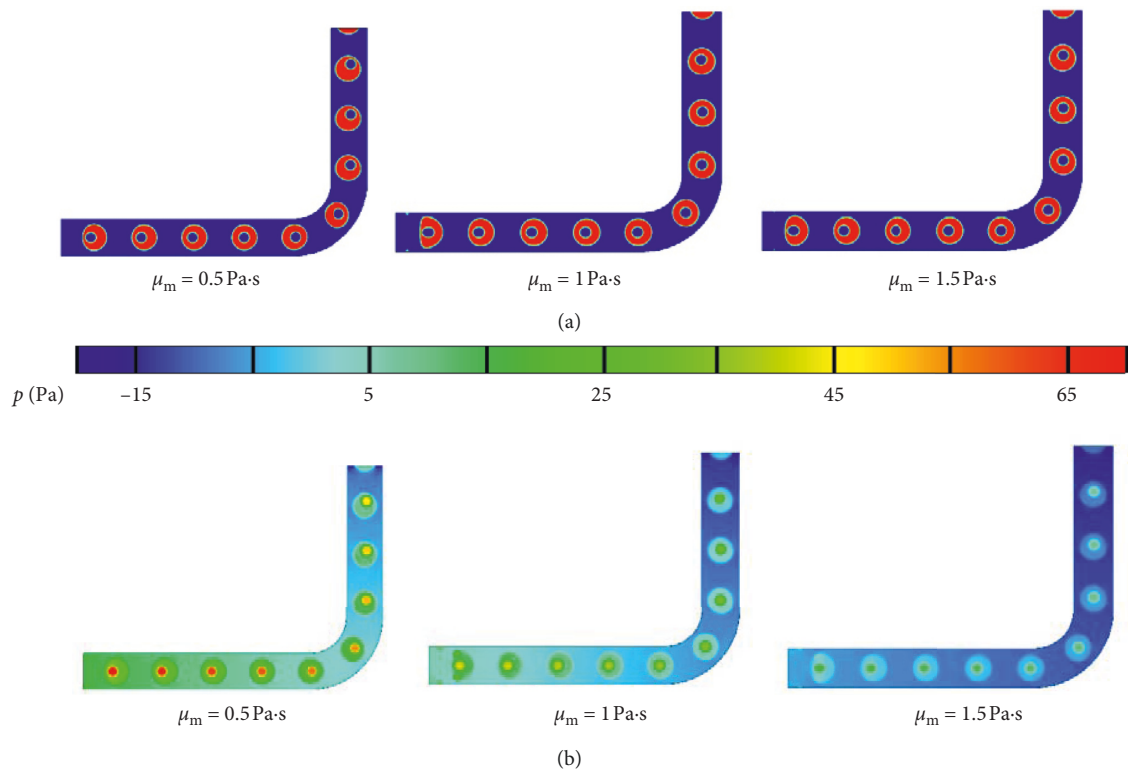 μm = 0.5 Pa·s
μm = 1 Pa·s
μm = 1.5 Pa·s
(a)
p (Pa) –15 5 25 45 65
μm = 0.5 Pa·s
μm = 1 Pa·s
μm = 1.5 Pa·s
(b)